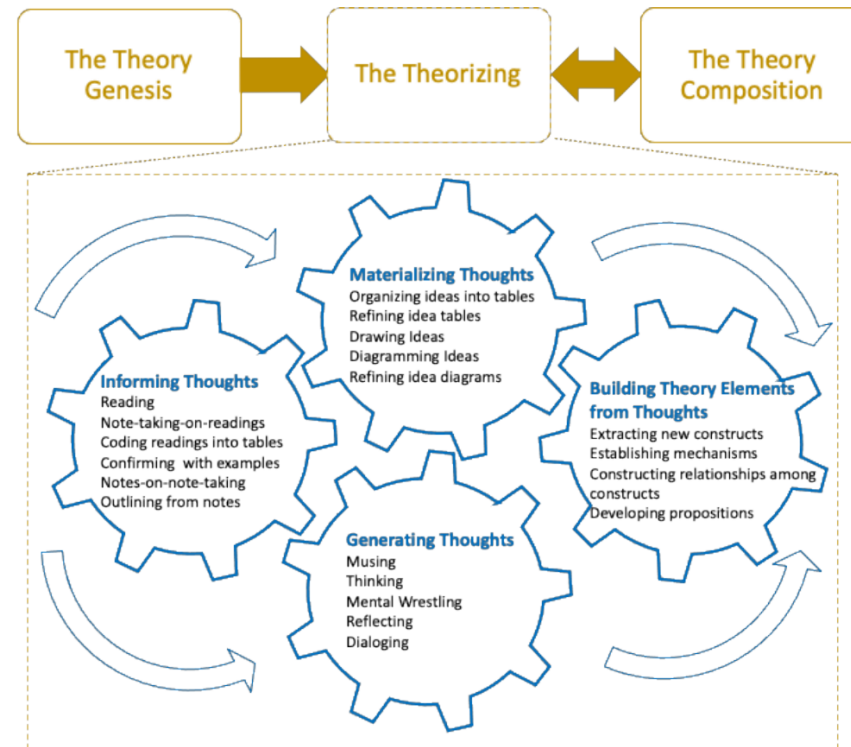 The Theory
Genesis
The Theorizing
The Theory
Composition
Materializing Thoughts
Organizing ideas into tables
Refining idea tables
Drawing Ideas
Diagramming Ideas
Refining idea diagrams
Informing Thoughts
Reading
Note-taking-on-readings
Coding readings into tables
Confirming with examples
Notes-on-note-taking
Outlining from notes
Building Theory Elements
from Thoughts
Extracting new constructs
Establishing mechanisms
Constructing relationships among
constructs
Developing propositions
Generating Thoughts
Musing
Thinking
Mental Wrestling
Reflecting
Dialoging